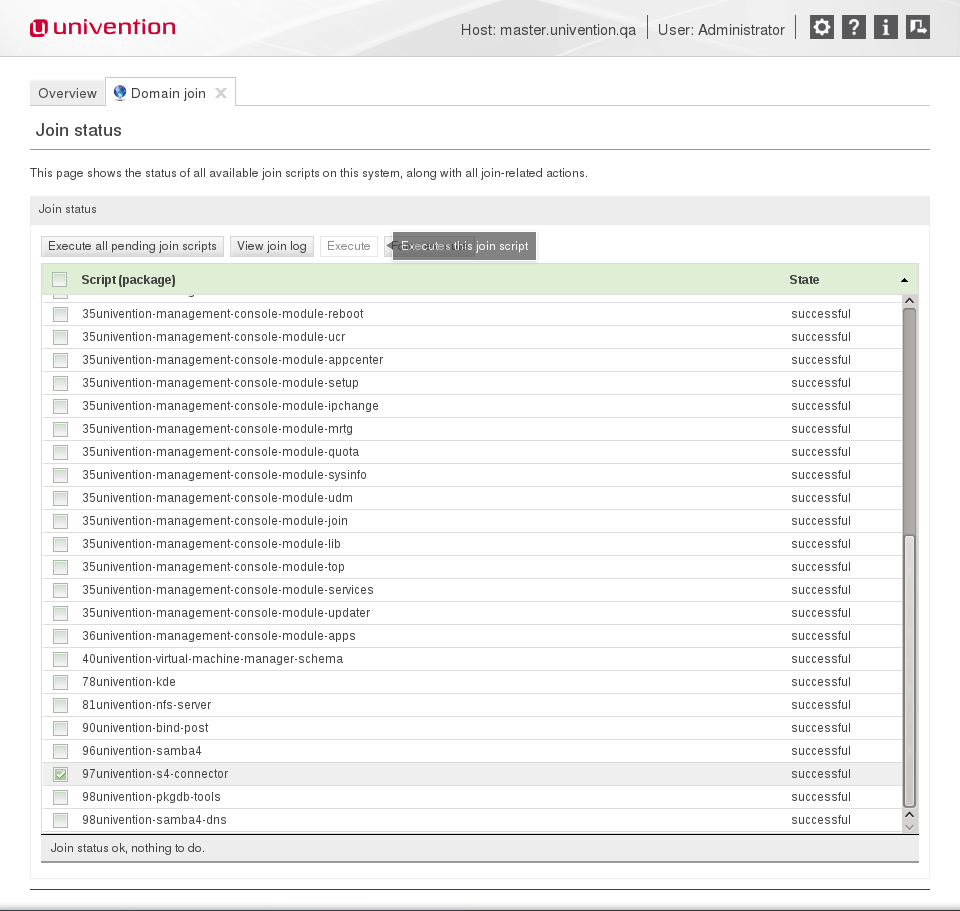 univention
Host: master.univention.qa
User: Administrator
Overview
Domain join
Join status
This page shows the status of all available join scripts on this system, along with all join-related actions.
Join status
Execute all pending join scripts
View join log
Execute
Executes this join script
Script (package) State
35univention-management-console-module-reboot successful
35univention-management-console-module-ucr successful
35univention-management-console-module-appcenter successful
35univention-management-console-module-setup successful
35univention-management-console-module-ipchange successful
35univention-management-console-module-mrtg successful
35univention-management-console-module-quota successful
35univention-management-console-module-sysinfo successful
35univention-management-console-module-udm successful
35univention-management-console-module-join successful
35univention-management-console-module-lib successful
35univention-management-console-module-top successful
35univention-management-console-module-services successful
35univention-management-console-module-updater successful
36univention-management-console-module-apps successful
40univention-virtual-machine-manager-schema successful
78univention-kde successful
81univention-nfs-server successful
90univention-bind-post successful
96univention-samba4 successful
97univention-s4-connector successful
98univention-pkgdb-tools successful
98univention-samba4-dns successful
Join status ok, nothing to do.